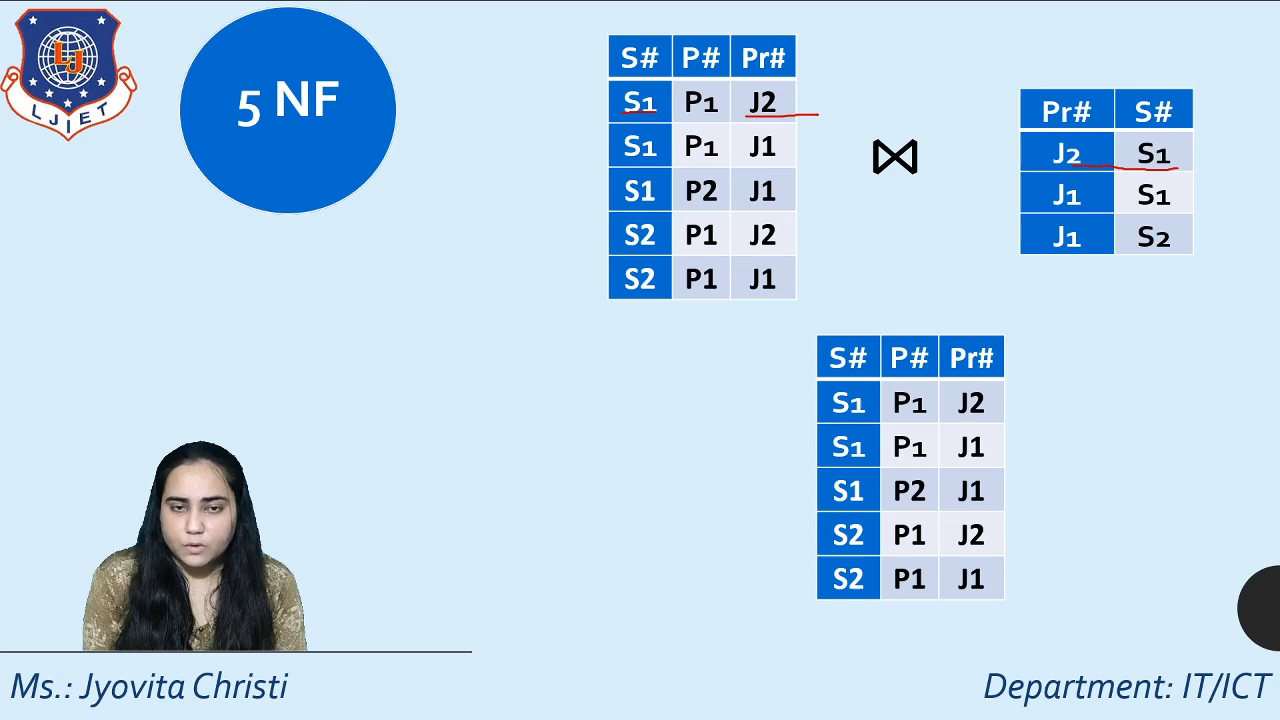 LJ
LJIET
5 NF
S# P# Pr#
S1 P1 J2
S1 P1 J1
S1 P2 J1
S2 P1 J2
S2 P1 J1
⋈
Pr# S#
J2 S1
J1 S1
J1 S2
S# P# Pr#
S1 P1 J2
S1 P1 J1
S1 P2 J1
S2 P1 J2
S2 P1 J1
Ms.: Jyovita Christi
Department: IT/ICT